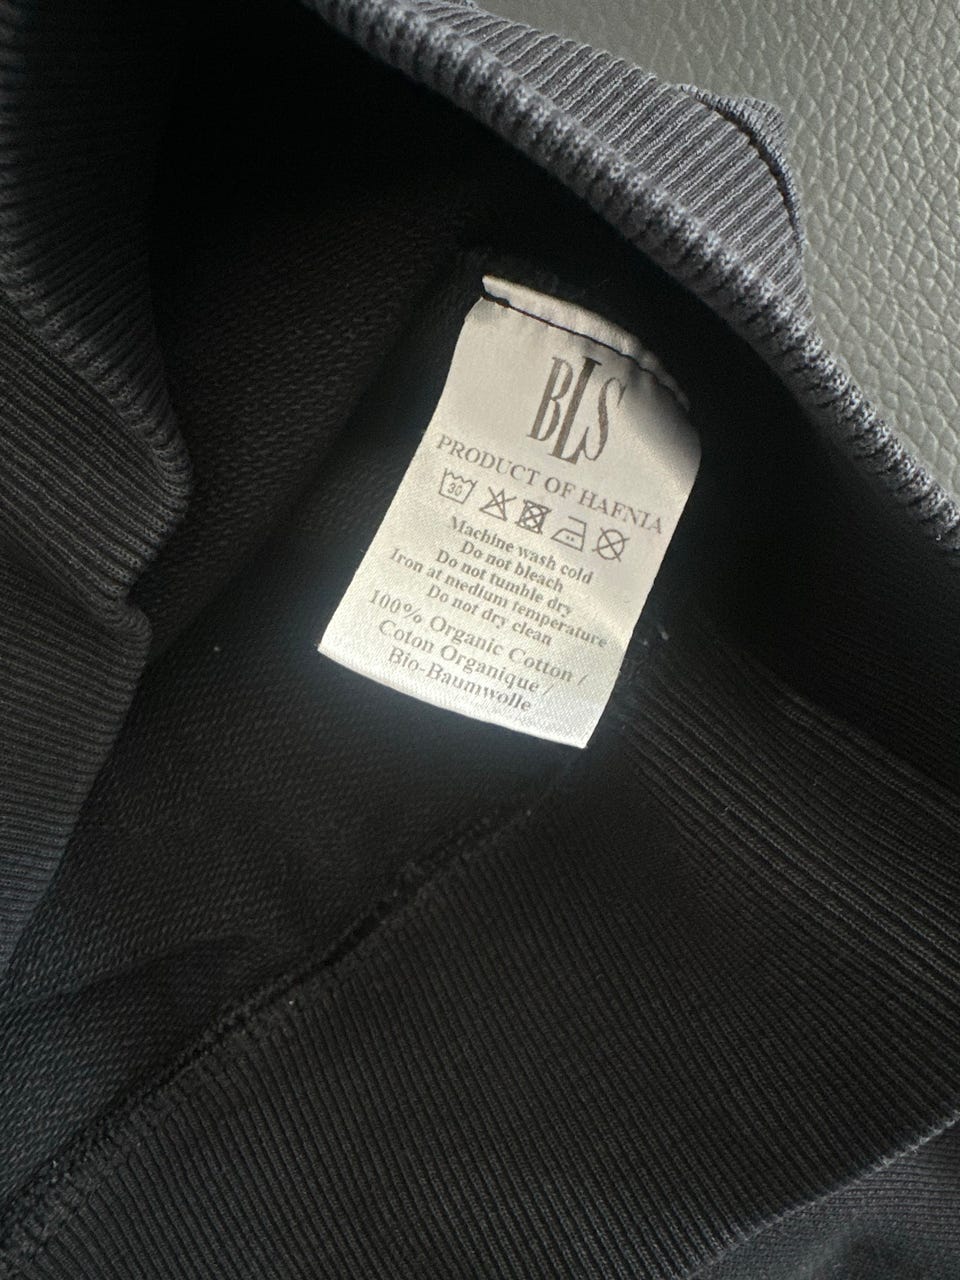 BLS
PRODUCT OF HAFNIA
30
Machine wash cold
Do not bleach
Do not tumble dry
Iron at medium temperature
Do not dry clean
100% Organic Cotton /
Coton Organique /
Bio-Baumwolle